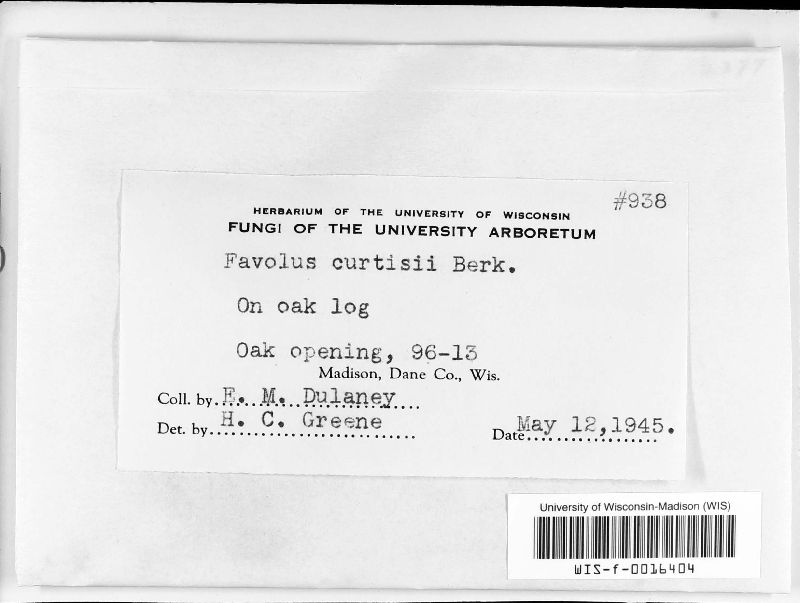 #938
HERBARIUM OF THE UNIVERSITY OF WISCONSIN
FUNGI OF THE UNIVERSITY ARBORETUM
Favolus curtisii Berk.
On oak log
Oak opening, 96-13
Madison, Dane Co., Wis.
Coll. by E. M. Dulaney
Det. by H. C. Greene
Date May 12, 1945.
University of Wisconsin-Madison (WIS)
WIS-f-0016404